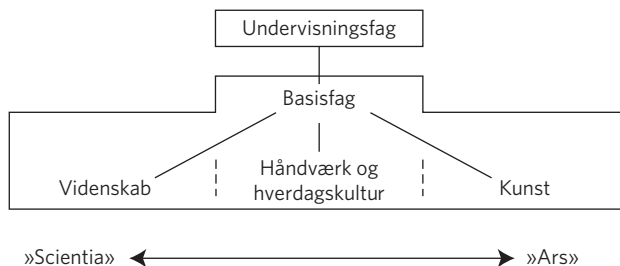 Undervisningsfag
Basisfag
Videnskab
Håndværk og
hverdagskultur
Kunst
»Scientia»
»Ars»